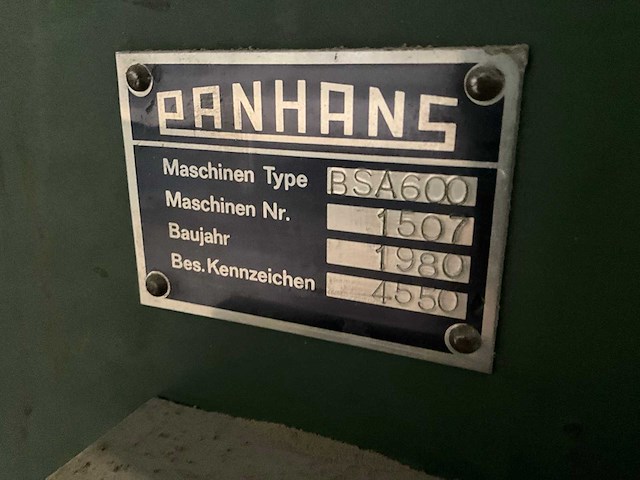 PANHANS
Maschinen Type BSA600
Maschinen Nr. 1507
Baujahr 1980
Bes. Kennzeichen 4550